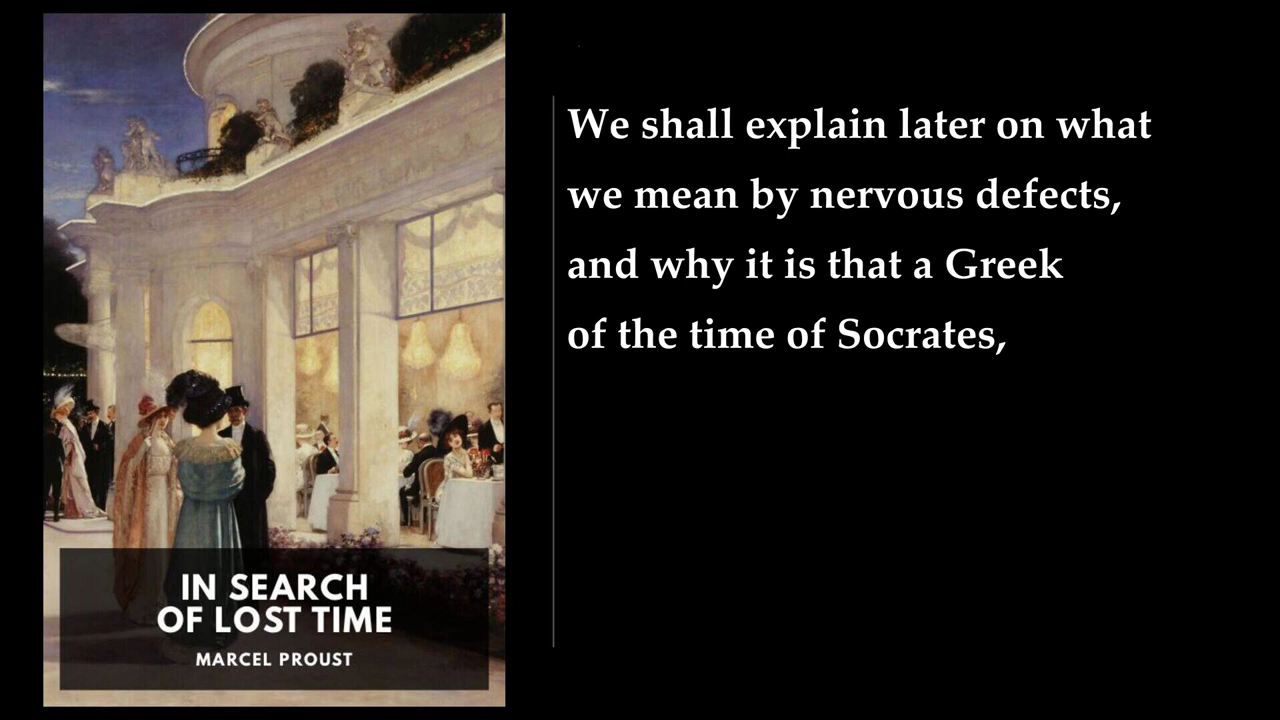 We shall explain later on what
we mean by nervous defects,
and why it is that a Greek
of the time of Socrates,
IN SEARCH
OF LOST TIME
MARCEL PROUST